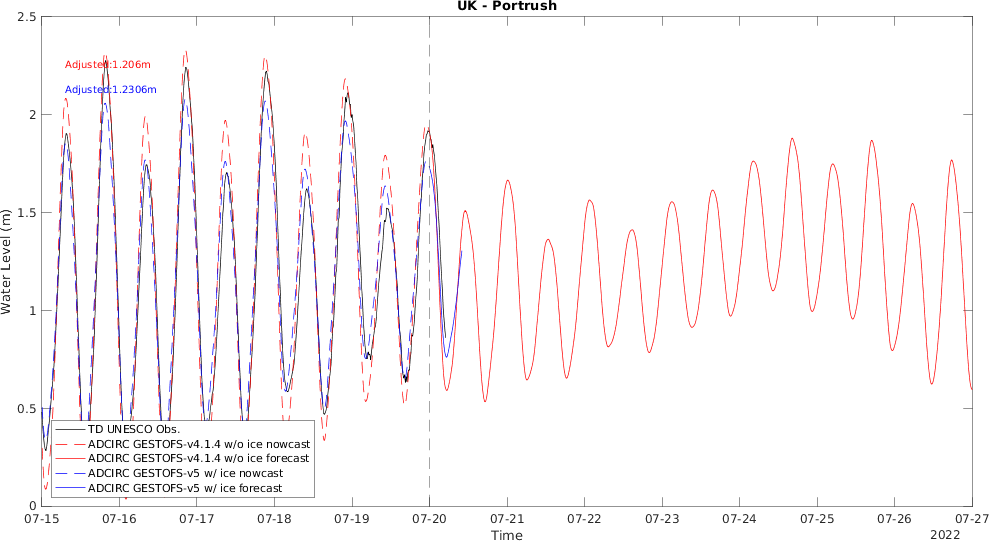 UK - Portrush
2.5
2
1.5
1
0.5
0
Water Level (m)
Adjusted:1.206m
Adjusted:1.2306m
TD UNESCO Obs.
ADCIRC GESTOFS-v4.1.4 w/o ice nowcast
ADCIRC GESTOFS-v4.1.4 w/o ice forecast
ADCIRC GESTOFS-v5 w/ ice nowcast
ADCIRC GESTOFS-v5 w/ ice forecast
07-15 07-16 07-17 07-18 07-19 07-20 07-21 07-22 07-23 07-24 07-25 07-26 07-27
Time
2022